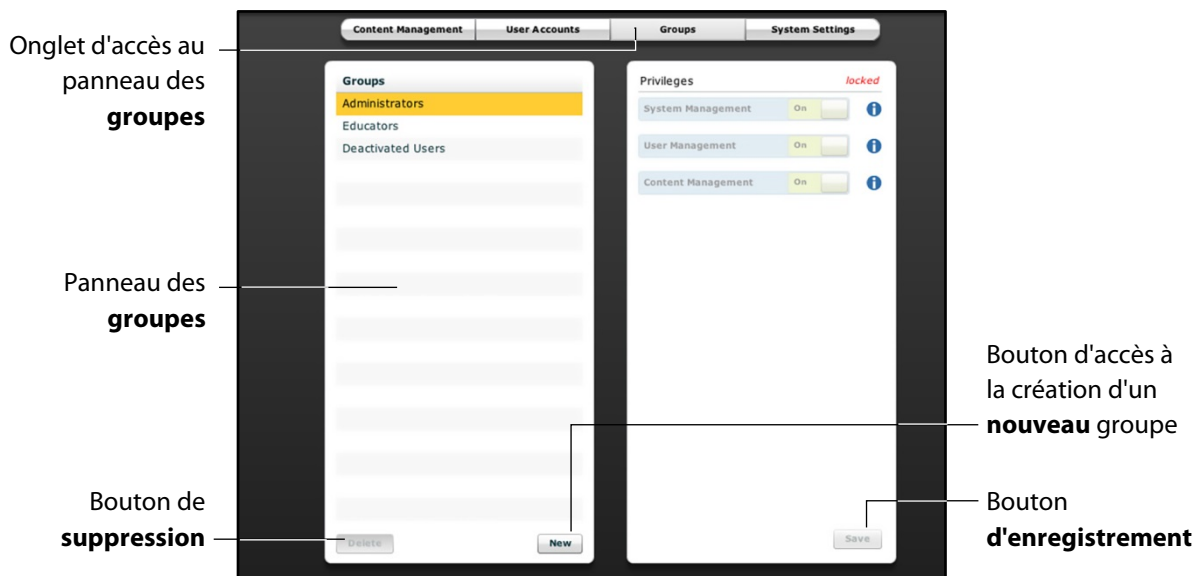 Content Management User Accounts Groups System Settings
Onglet d'accès au
panneau des
groupes
Groups
Administrators
Educators
Deactivated Users
Privileges locked
System Management On
User Management On
Content Management On
Panneau des
groupes
Bouton d'accès à
la création d'un
nouveau groupe
Bouton de
suppression
Delete
New
Save
Bouton
d'enregistrement